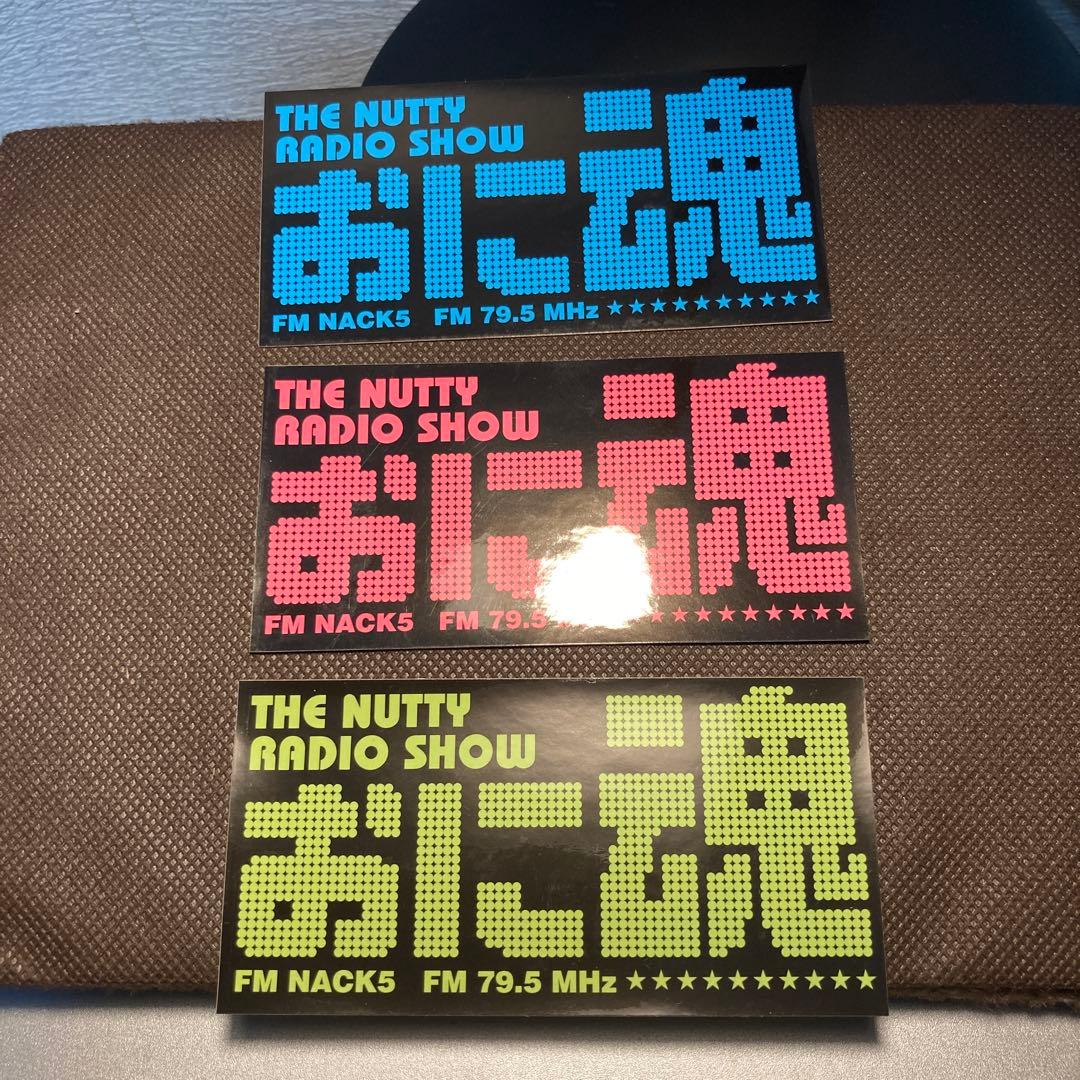 THE NUTTY
RADIO SHOW
おに魂
FM NACK5 FM 79.5 MHz ★★★★★★★★★★
THE NUTTY
RADIO SHOW
おに魂
FM NACK5 FM 79.5 ★★★★★★★★★
THE NUTTY
RADIO SHOW
おに魂
FM NACK5 FM 79.5 MHz ★★★★★★★★★★